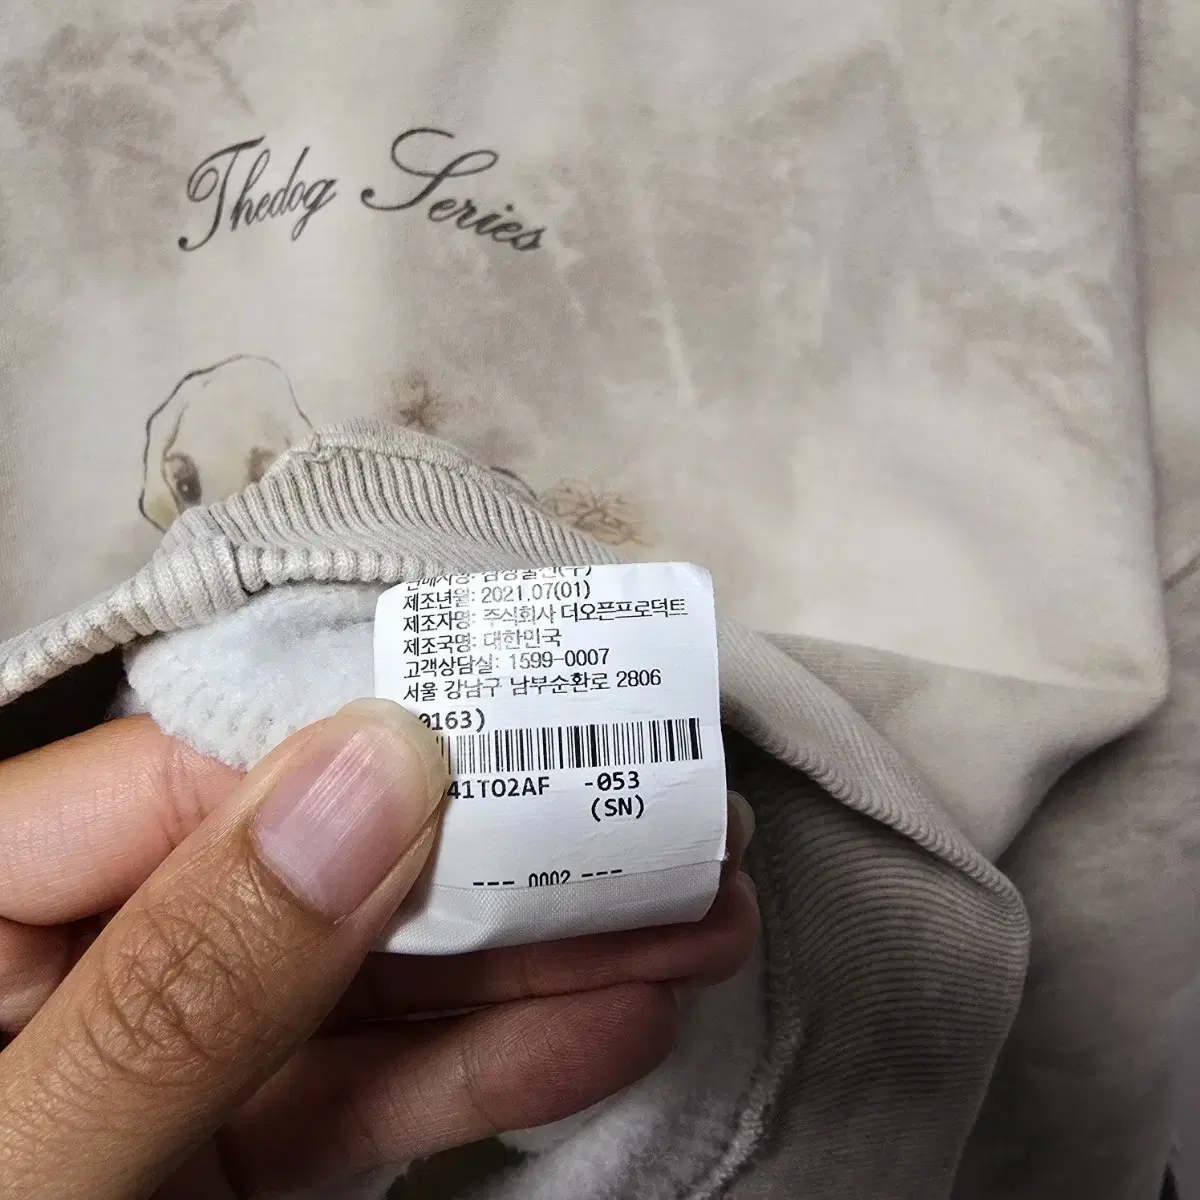 Thedog Series
제조년월: 2021.07(01)
제조자명: 주식회사 더오픈프로덕트
제조국명: 대한민국
고객상담실: 1599-0007
서울 강남구 남부순환로 2806
0163)
41TO2AF -053
(SN)
--- 0002 ---